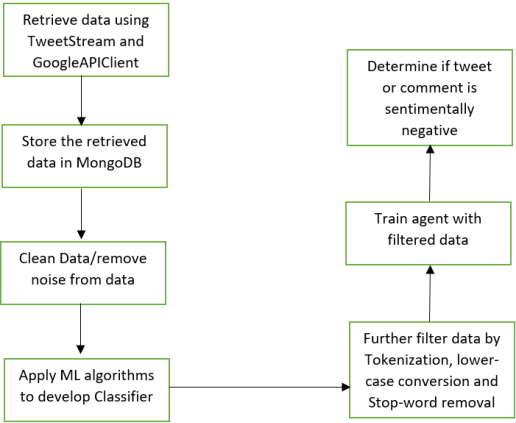 Retrieve data using
TweetStream and
GoogleAPIClient
Store the retrieved
data in MongoDB
Clean Data/remove
noise from data
Apply ML algorithms
to develop Classifier
Further filter data by
Tokenization, lower-
case conversion and
Stop-word removal
Train agent with
filtered data
Determine if tweet
or comment is
sentimentally
negative